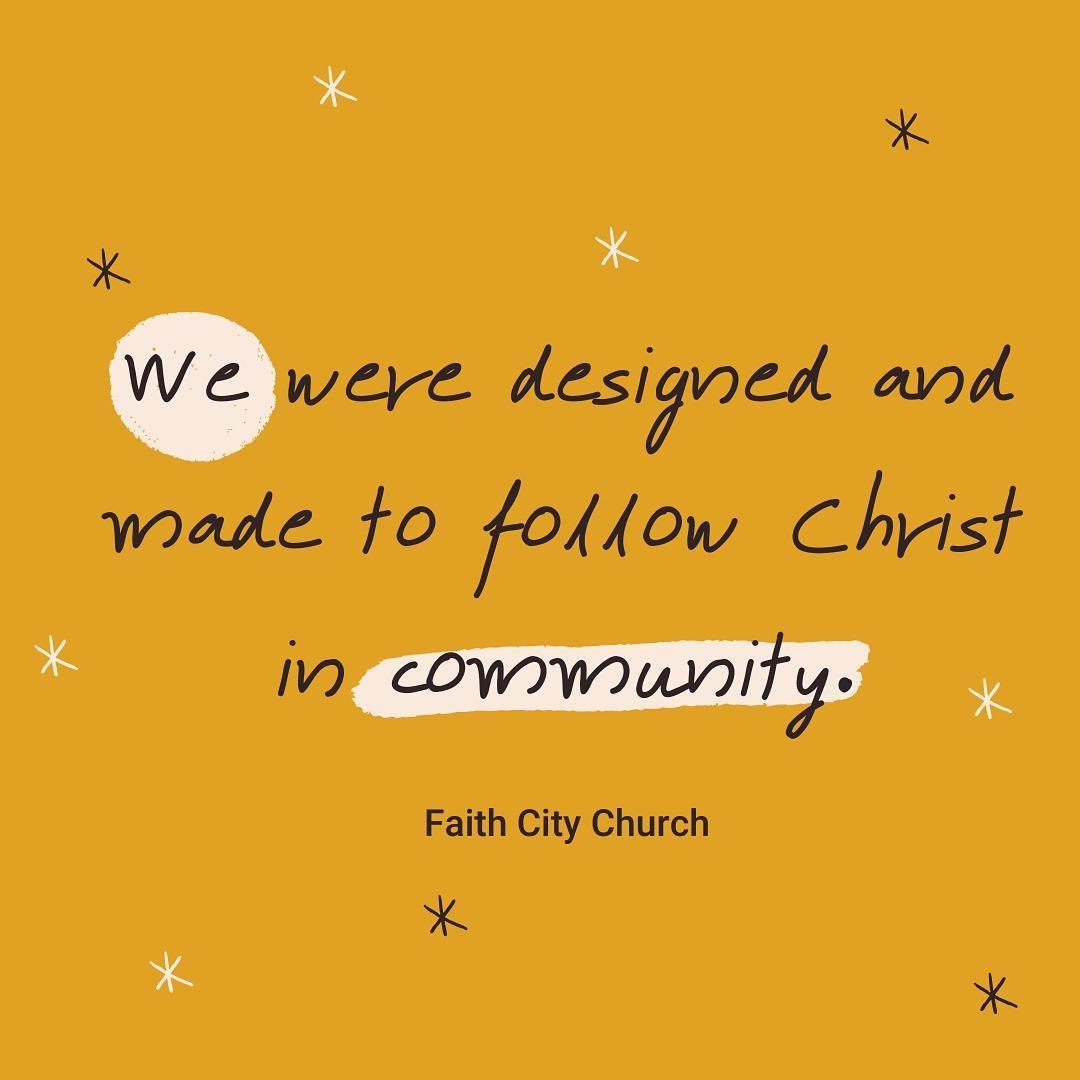 We were designed and
made to follow Christ
in community.
Faith City Church